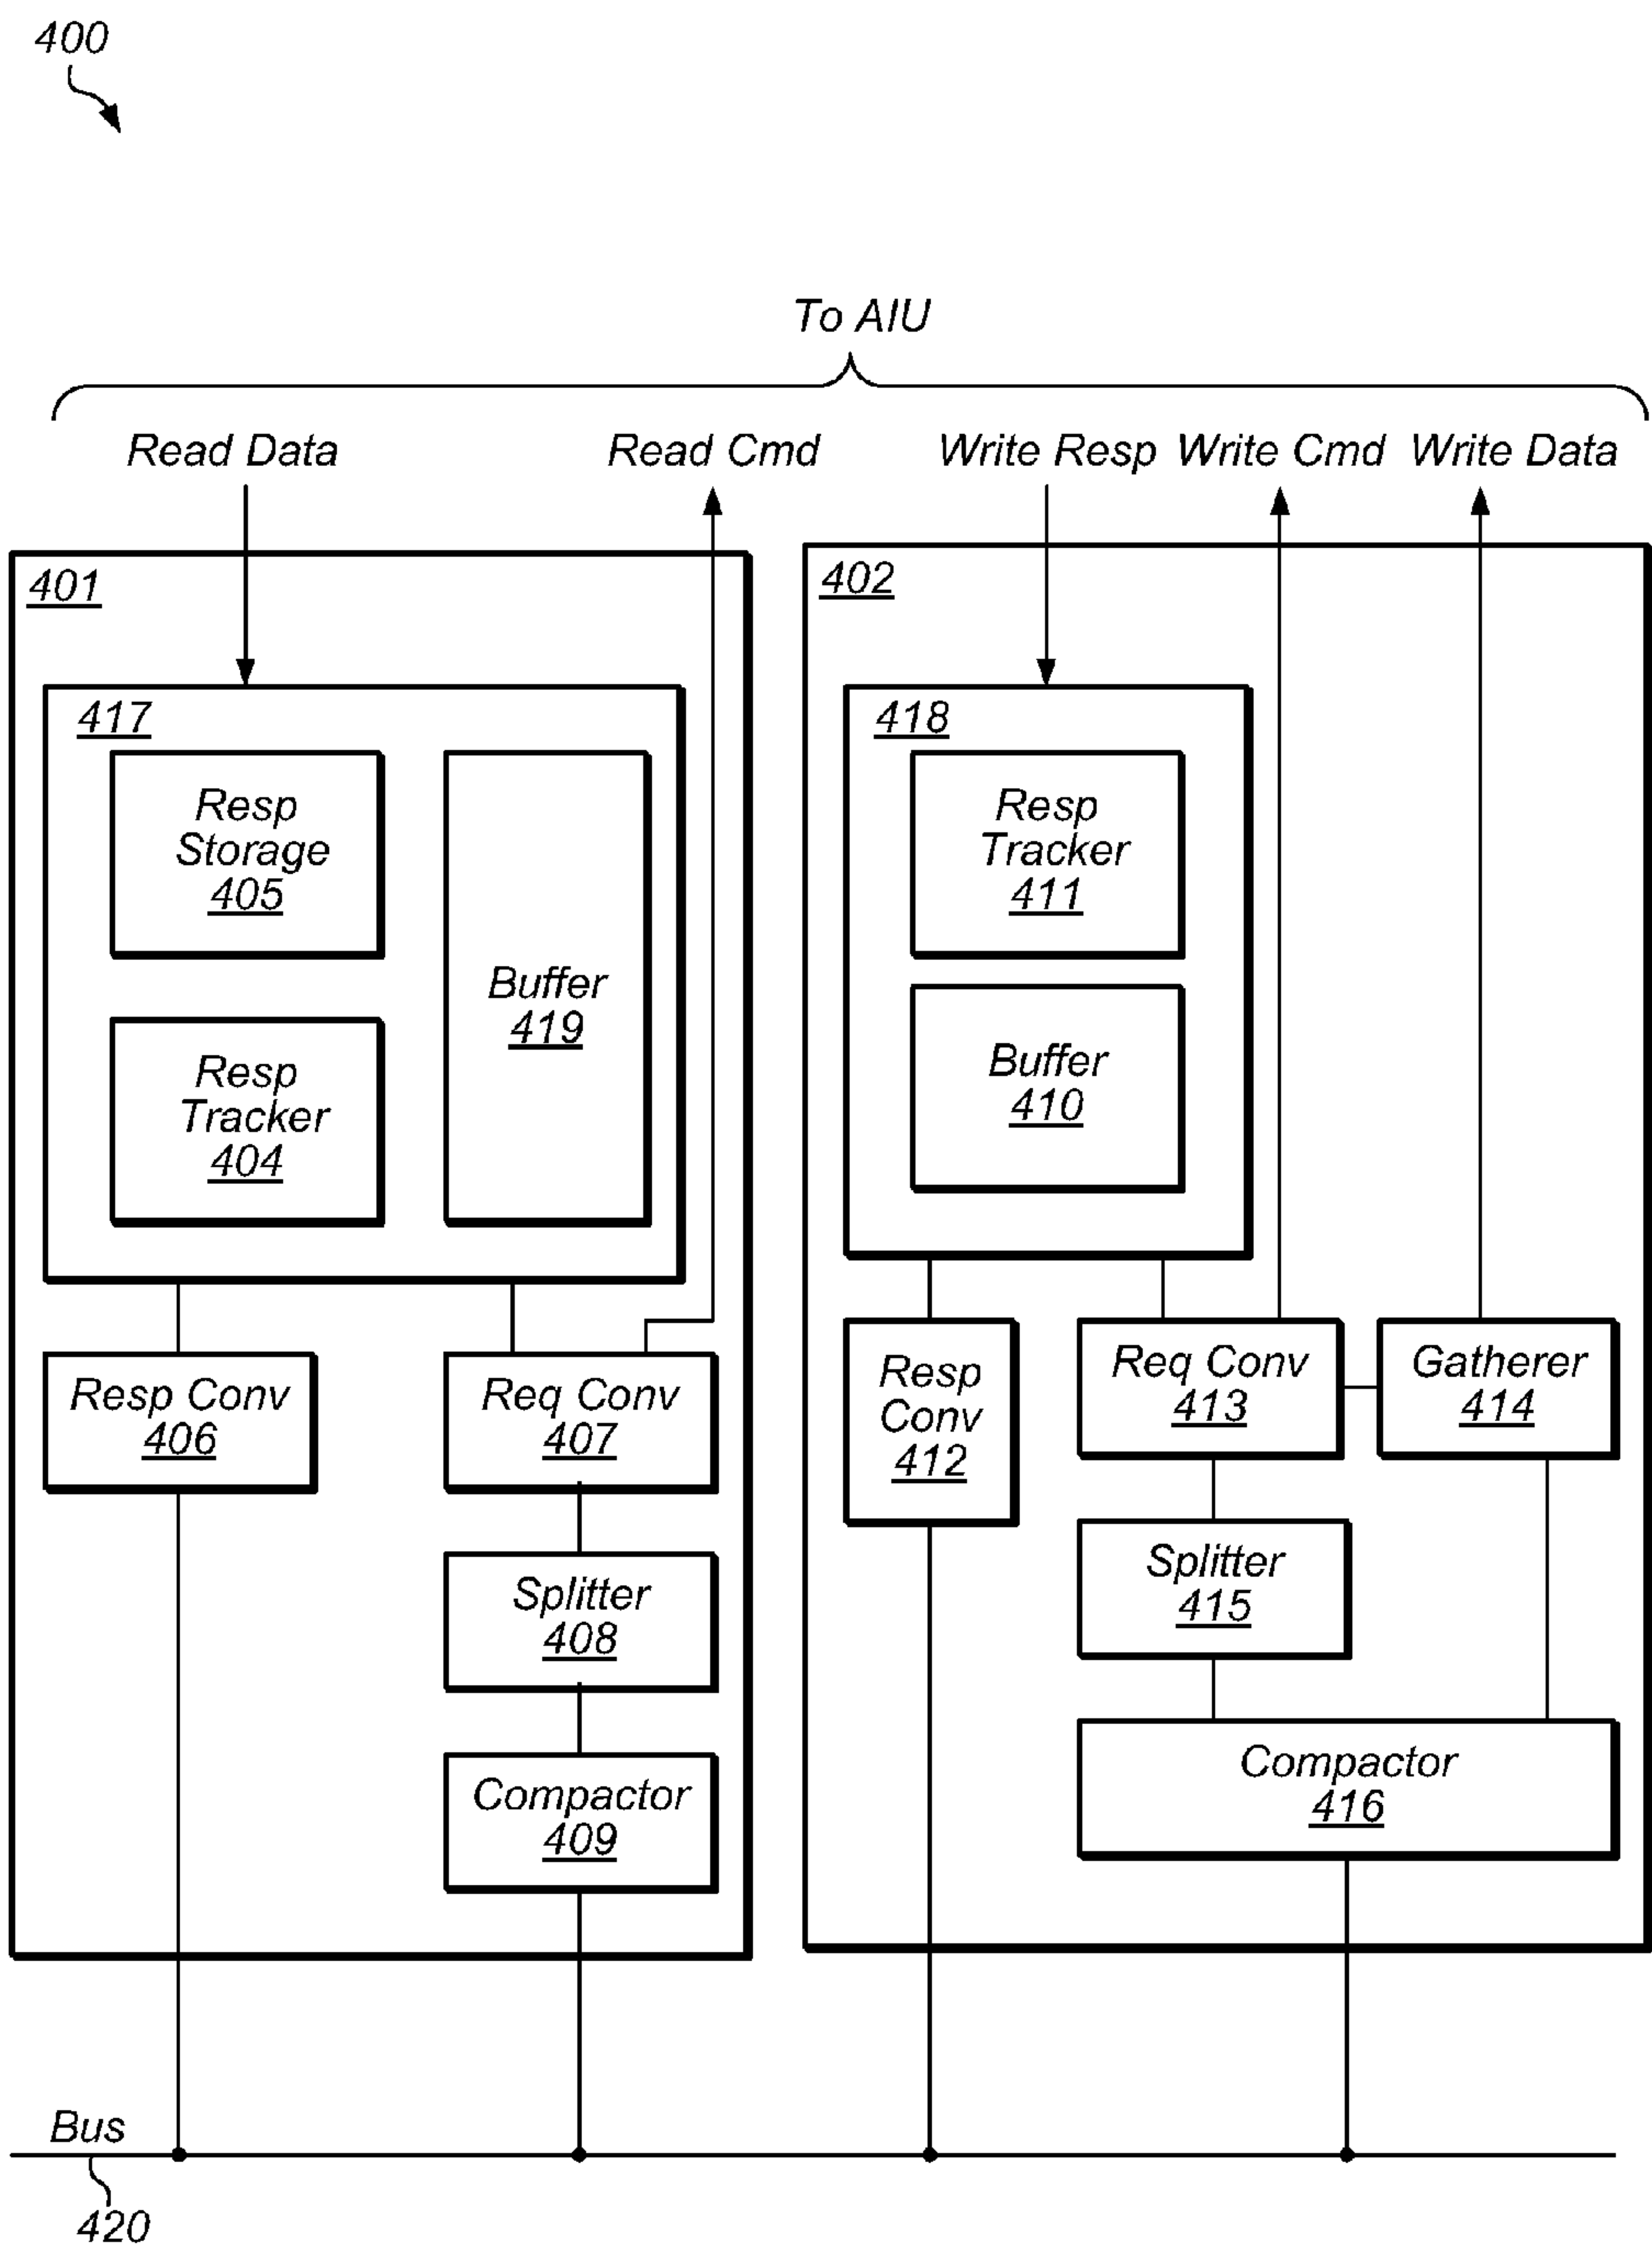 400
To AIU
Read Data
Read Cmd
Write Resp
Write Cmd
Write Data
401
417
Resp
Storage
405
Resp
Tracker
404
Buffer
419
Resp Conv
406
Req Conv
407
Splitter
408
Compactor
409
402
418
Resp
Tracker
411
Buffer
410
Resp
Conv
412
Req Conv
413
Gatherer
414
Splitter
415
Compactor
416
Bus
420